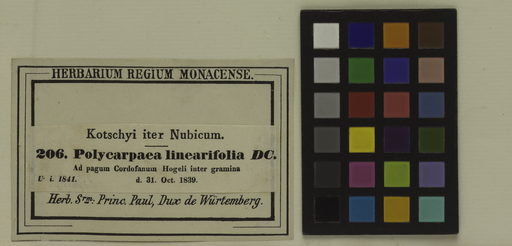 HERBARIUM REGIUM MONACENSE.
Kotschyi iter Nubicum.
206. Polycarpaea linearifolia DC.
Ad pagum Cordofanum Hogeli inter gramina
U. i. 1841. d. 31. Oct. 1839.
Herb. Srm: Princ. Paul, Dux de Würtemberg.